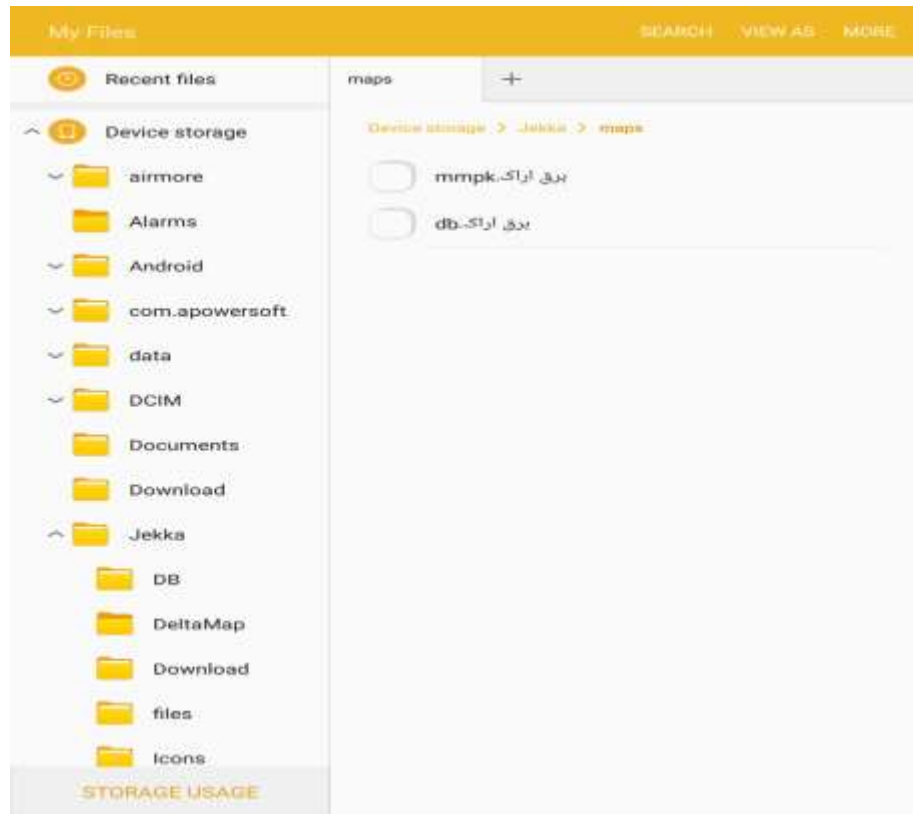 My Files
SEARCH VIEW AS MORE
Recent files
Device storage
airmore
Alarms
Android
com.apowersoft
data
DCIM
Documents
Download
Jekka
DB
DeltaMap
Download
files
Icons
STORAGE USAGE
maps +
Device storage > Jekka > maps
برق اراک.mmpk
برق اراک.db